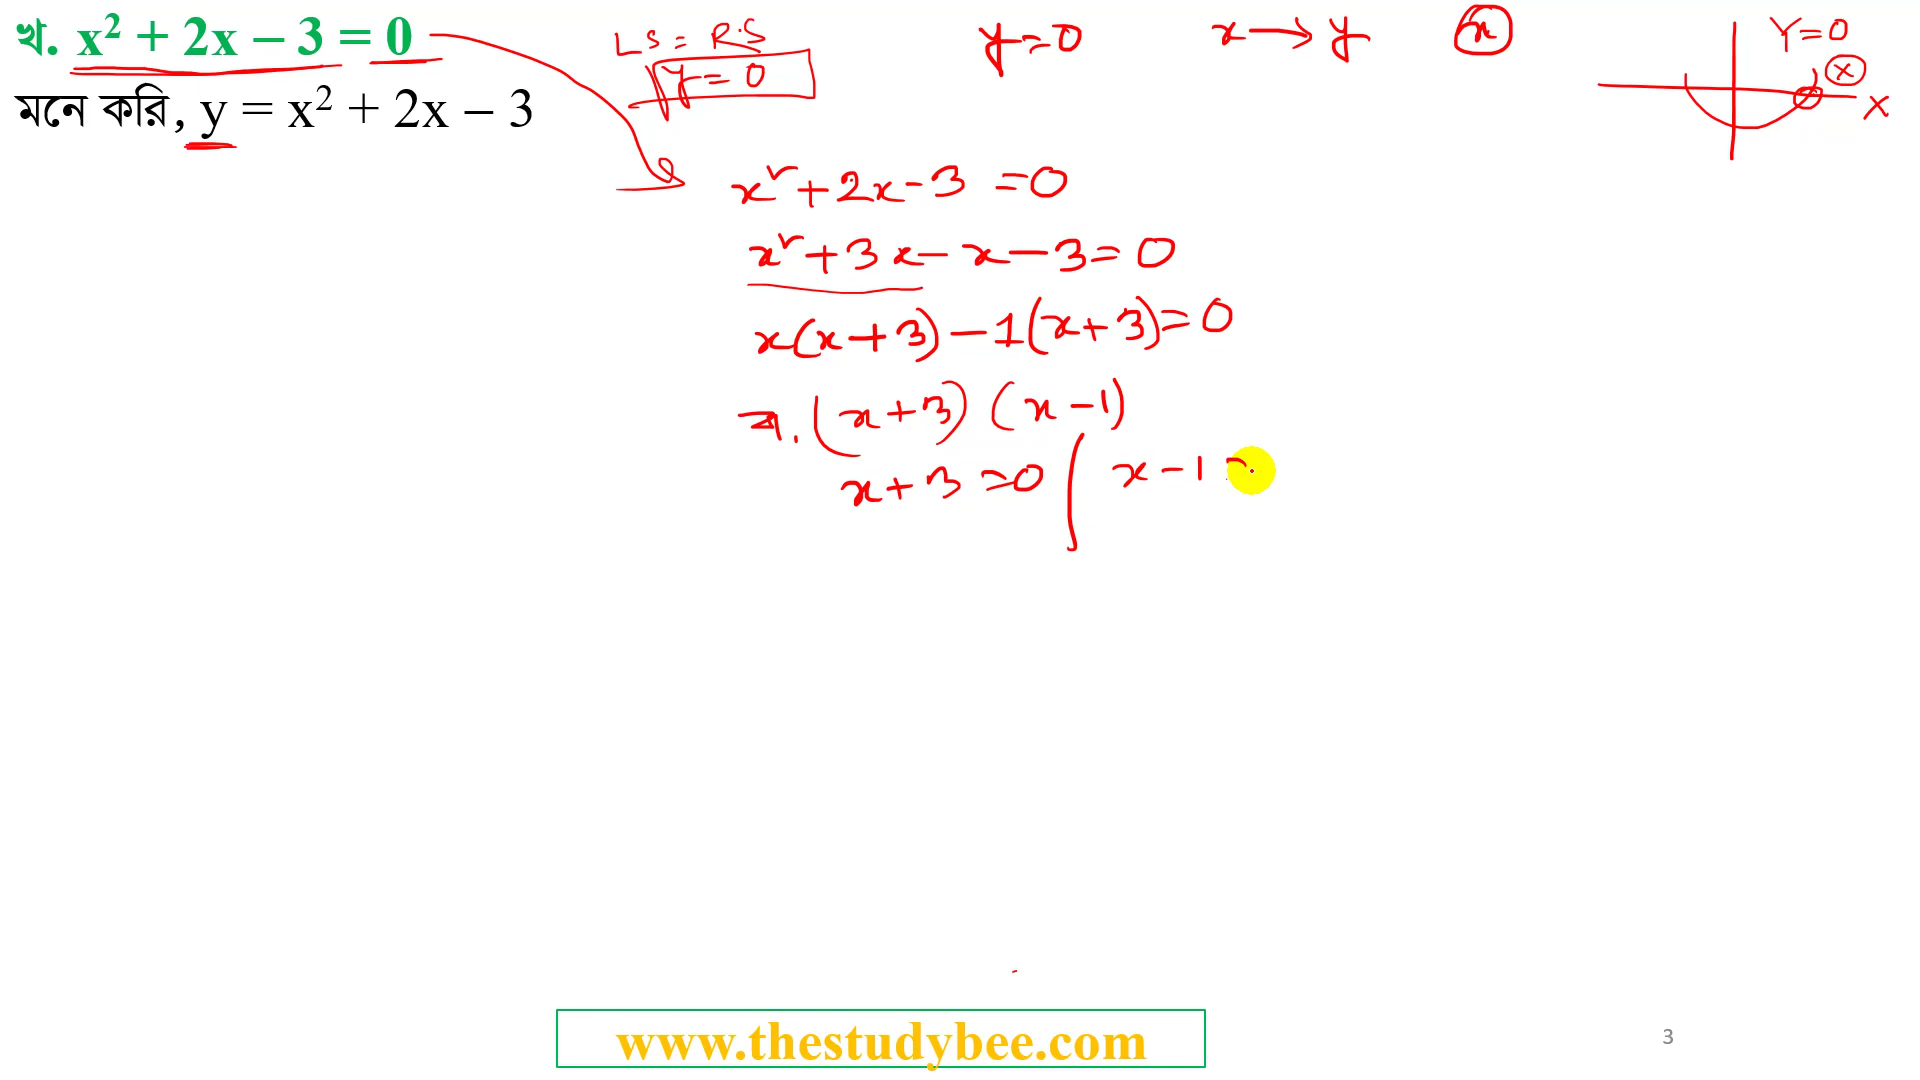 খ. x² + 2x – 3 = 0
মনে করি, y = x² + 2x – 3
LS = R.S
y = 0
y = 0
x → y
x
Y = 0
x
X
x² + 2x - 3 = 0
x² + 3x - x - 3 = 0
x(x + 3) - 1(x + 3) = 0
বা. (x + 3) (x - 1)
x + 3 = 0 | x - 1 =
www.thestudybee.com
3